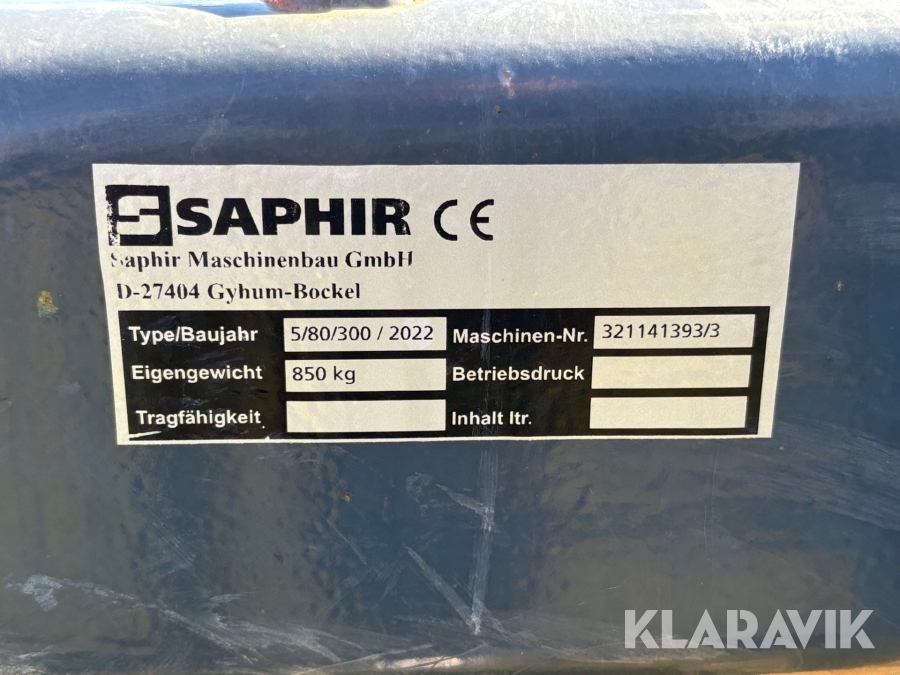 SAPHIR CE
Saphir Maschinenbau GmbH
D-27404 Gyhum-Bockel
Type/Baujahr 5/80/300 / 2022 Maschinen-Nr. 321141393/3
Eigengewicht 850 kg Betriebsdruck
Tragfähigkeit Inhalt ltr.
KLARAVIK